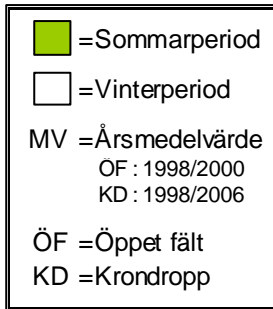 =Sommarperiod
=Vinterperiod
MV =Årsmedelvärde
ÖF : 1998/2000
KD : 1998/2006
ÖF =Öppet fält
KD =Krondropp